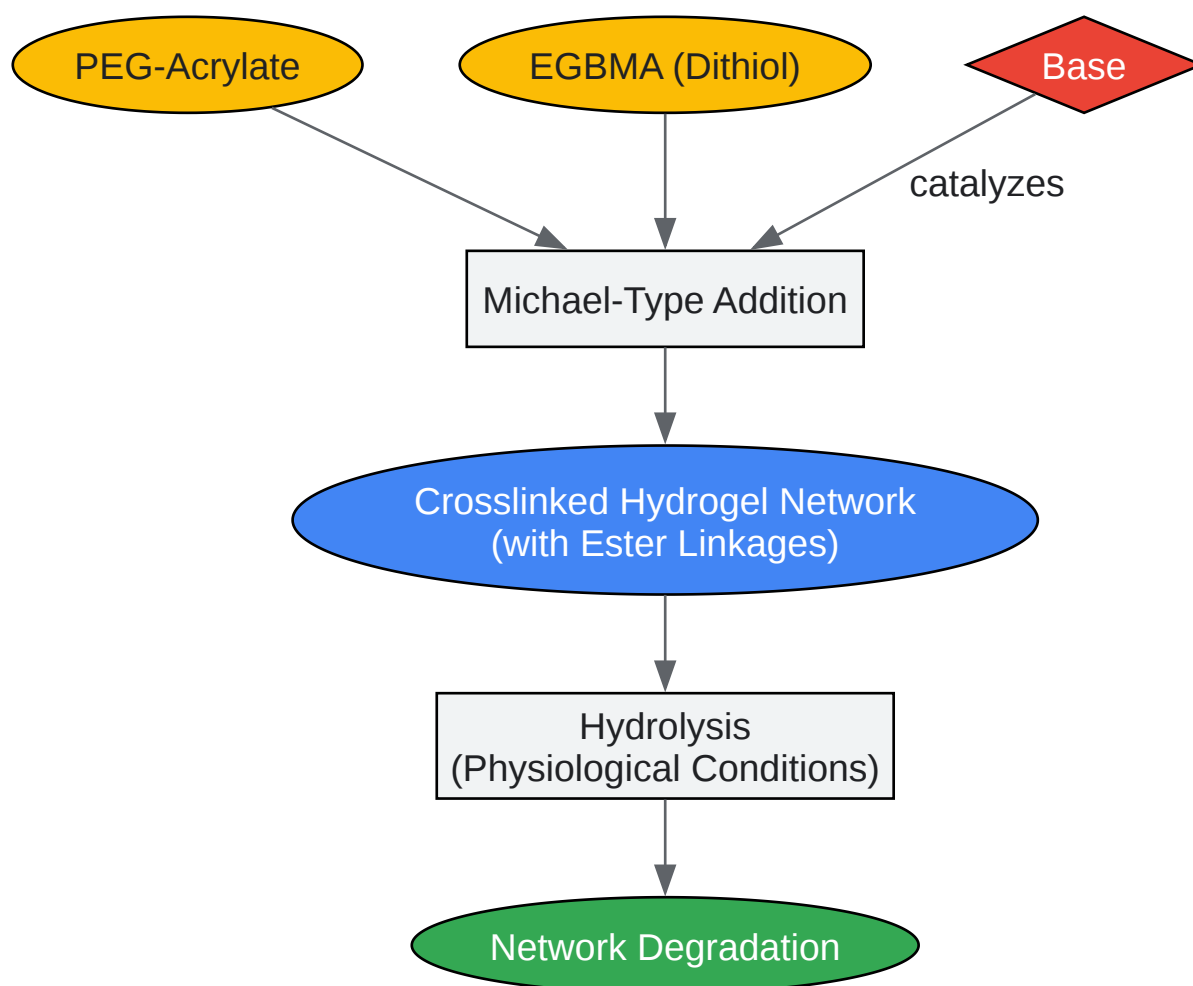 PEG-Acrylate
EGBMA (Dithiol)
Base
catalyzes
Michael-Type Addition
Crosslinked Hydrogel Network
(with Ester Linkages)
Hydrolysis
(Physiological Conditions)
Network Degradation